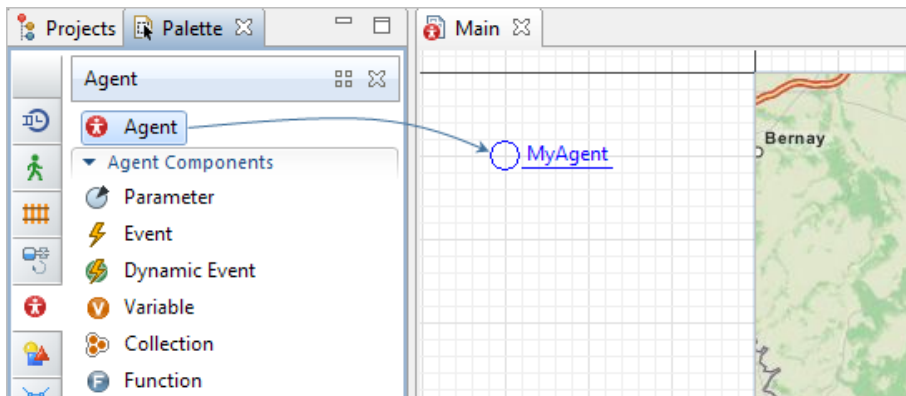 Projects
Palette
Main
Agent
Agent
Agent Components
Parameter
Event
Dynamic Event
Variable
Collection
Function
MyAgent
Bernay